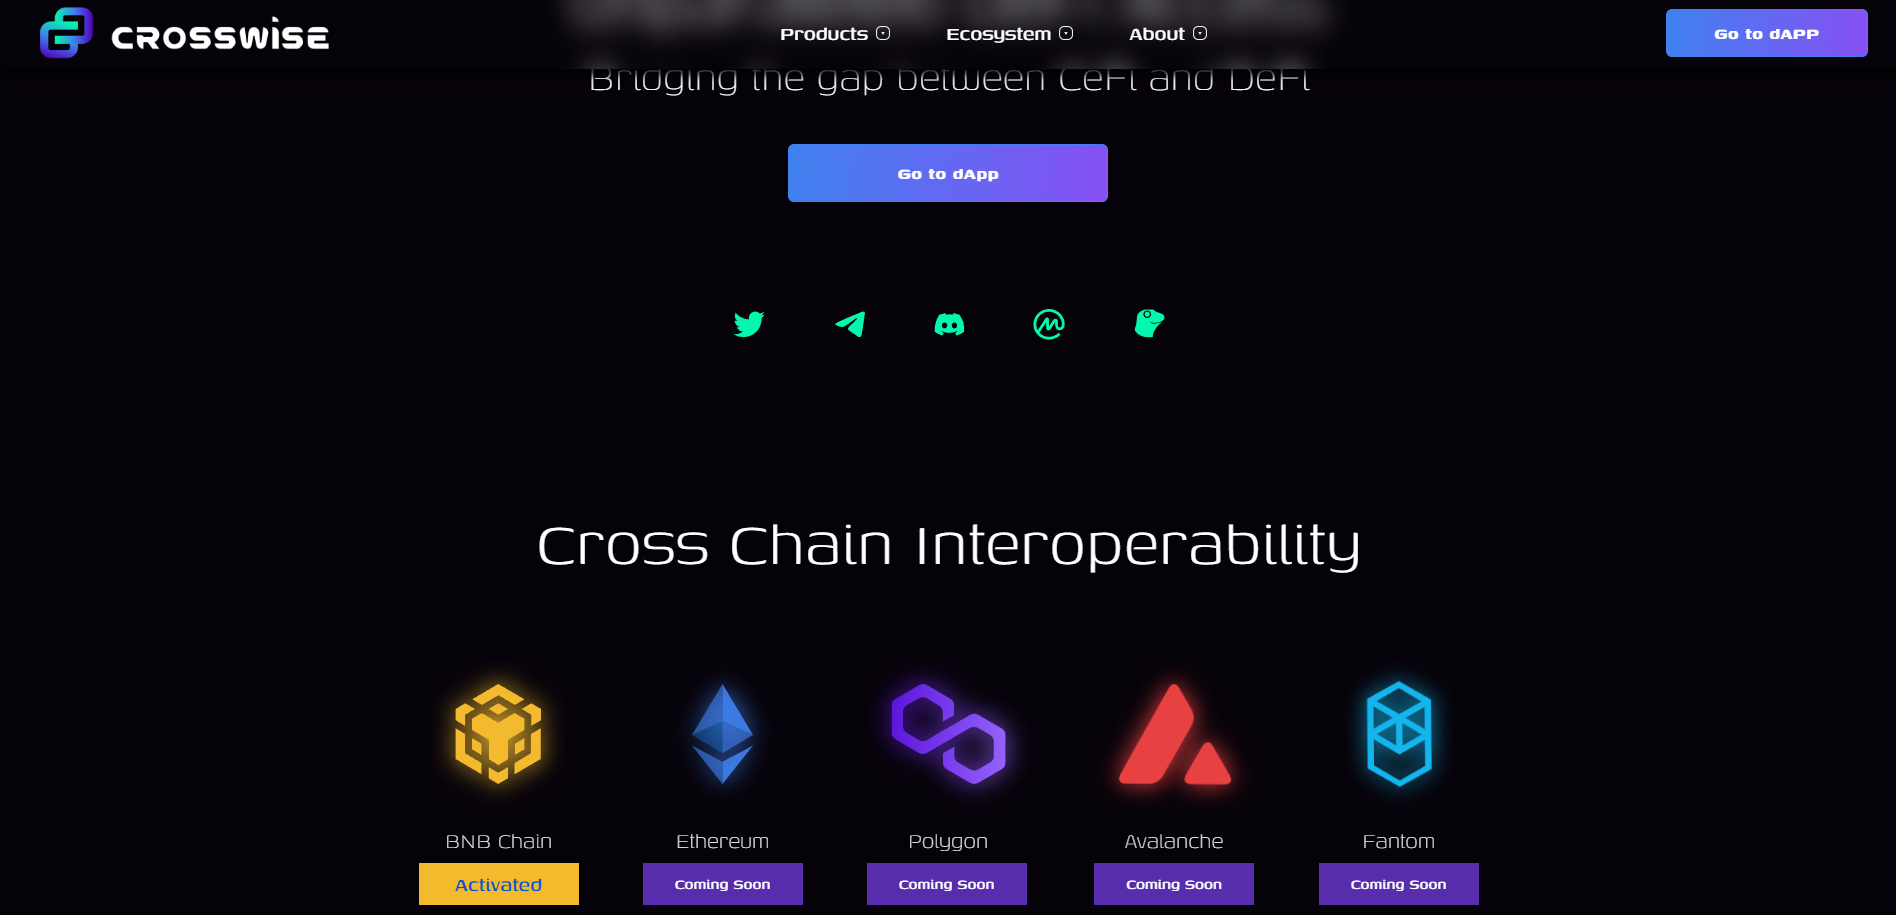 CROSSWISE
Products
Ecosystem
About
Go to dAPP
Bridging the gap between CeFi and DeFi
Go to dApp
Cross Chain Interoperability
BNB Chain
Ethereum
Polygon
Avalanche
Fantom
Activated
Coming Soon
Coming Soon
Coming Soon
Coming Soon